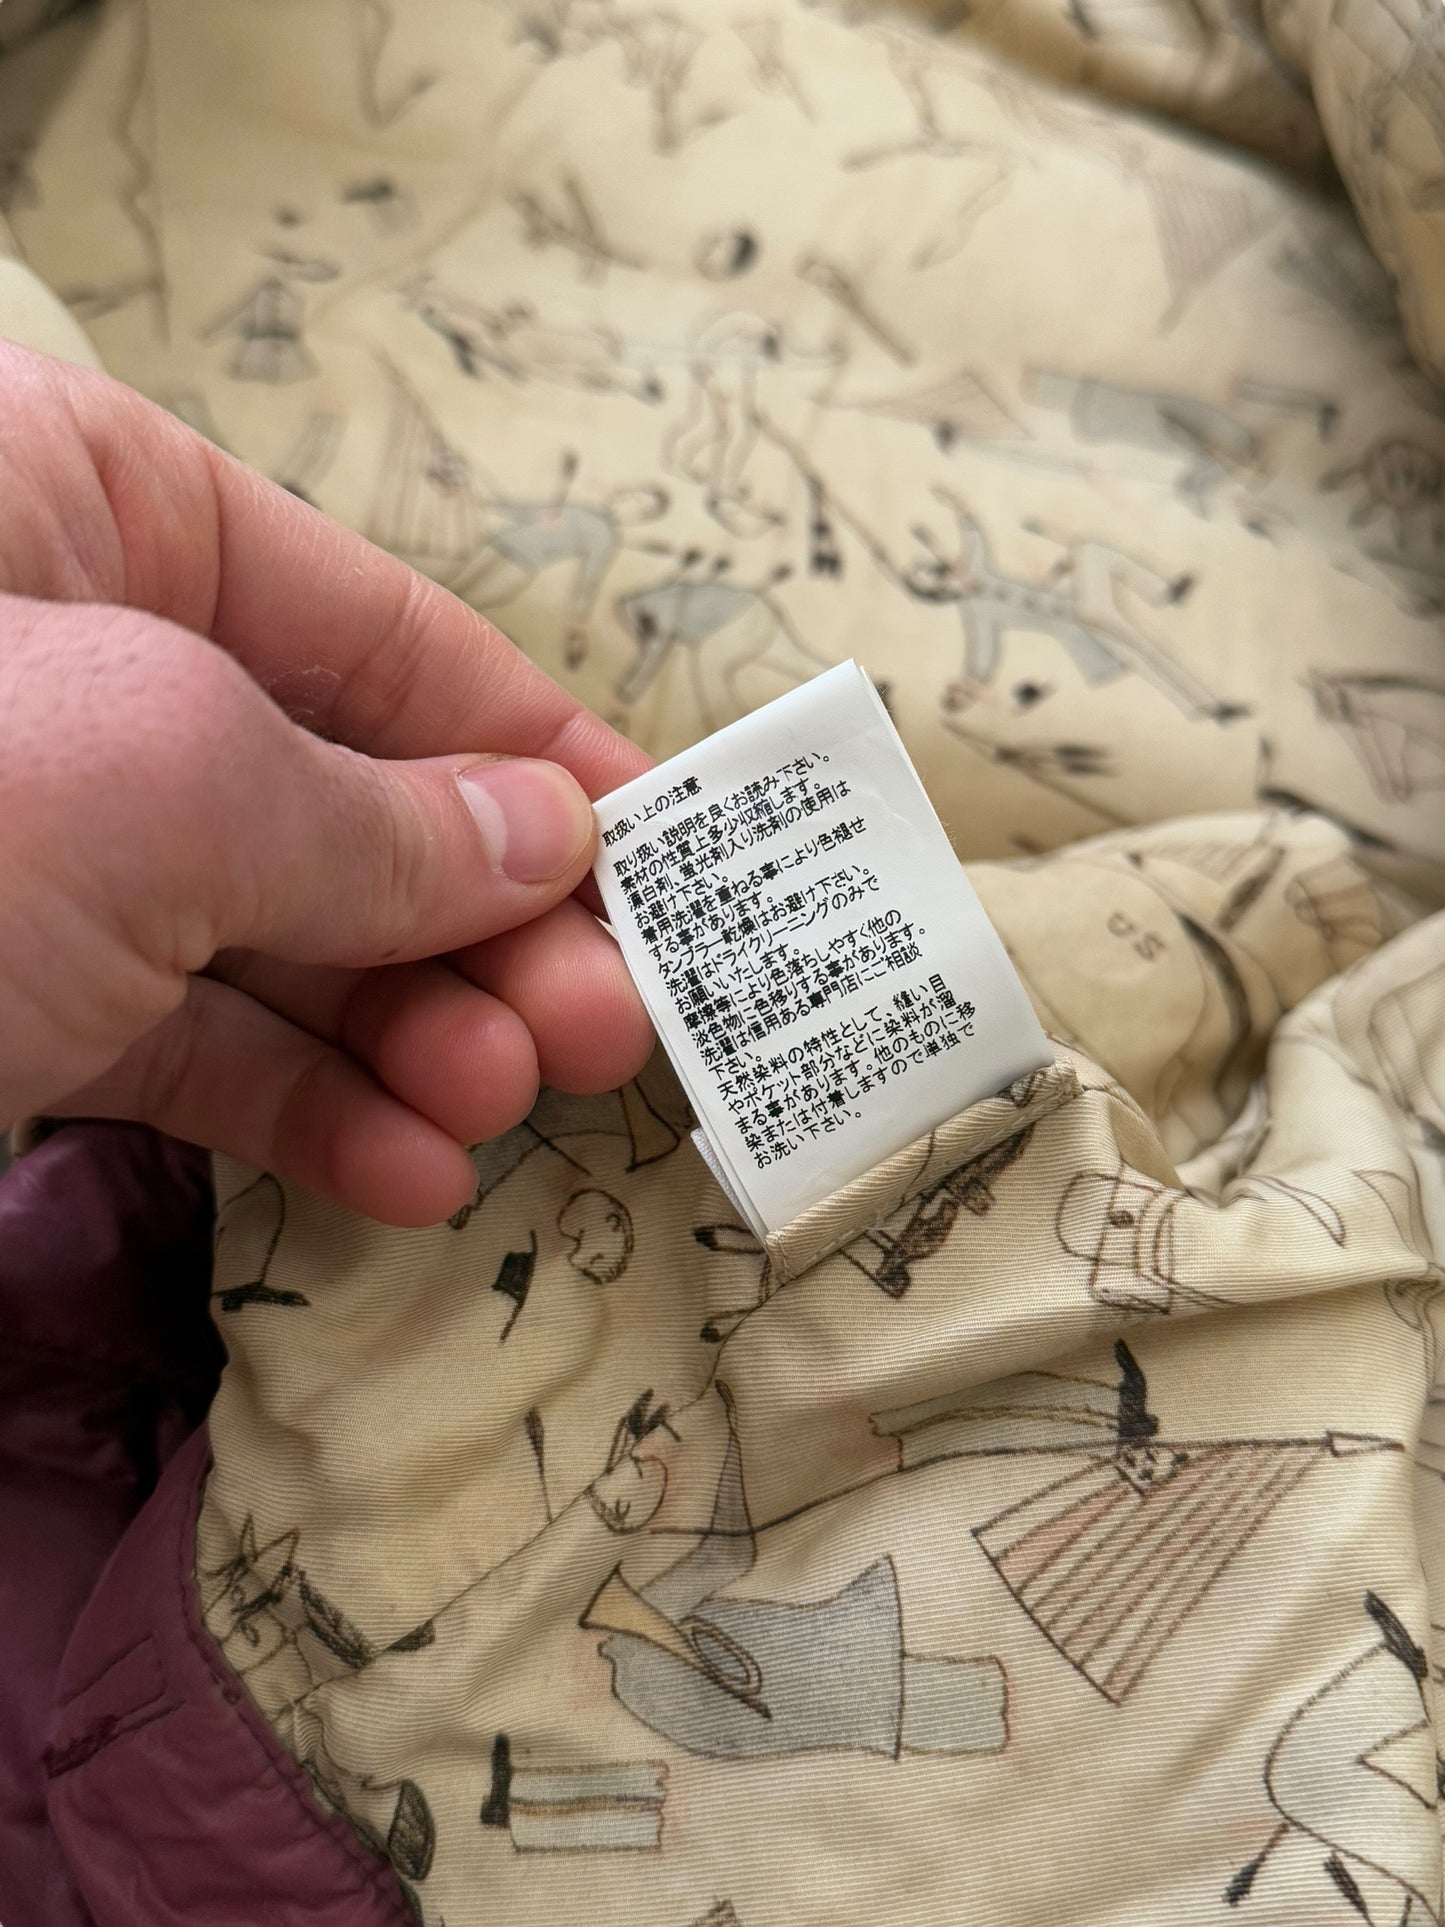 取扱い上の注意
取り扱い説明を良くお読み下さい。
素材の性質上多少収縮します。
漂白剤、蛍光剤入り洗剤の使用は
お避け下さい。
着用洗濯を重ねる事により色褪せ
する事があります。
タンブラー乾燥はお避け下さい。
洗濯はドライクリーニングのみで
お願いいたします。
摩擦等により色落ちしやすく他の
淡色物に色移りする事があります。
洗濯は信用ある専門店にご相談
下さい。
天然染料の特性として、縫い目
やポケット部分などに染料が溜
まる事があります。他のものに移
染または付着しますので単独で
お洗い下さい。